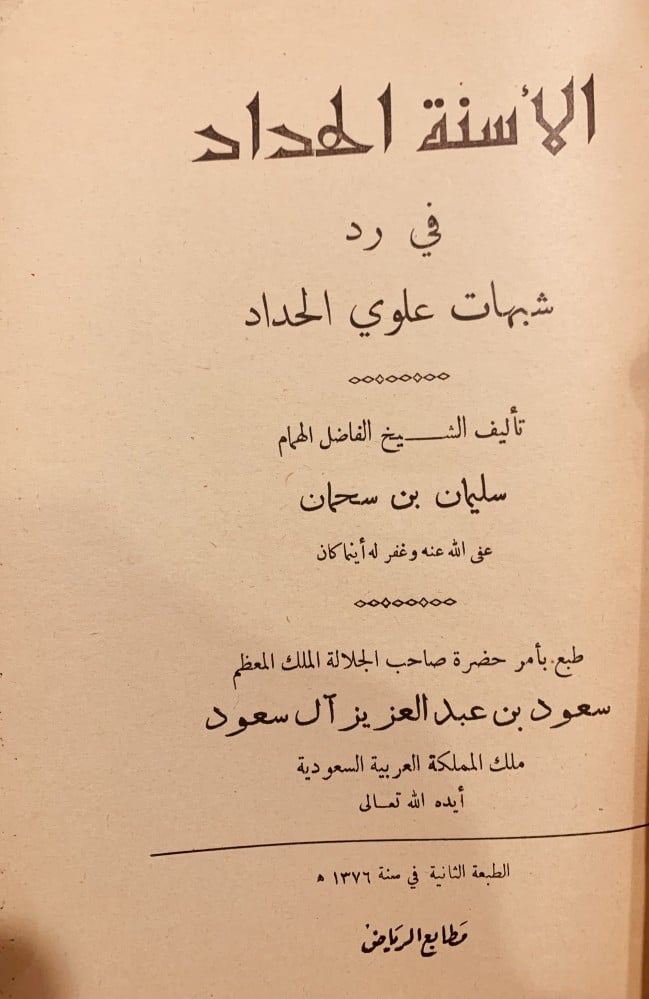 الأسنة الحداد
في رد
شبهات علوي الحداد
تأليف الشيخ الفاضل الهمام
سليمان بن سحمان
عفى الله عنه وغفر له أينما كان
طبع بأمر حضرة صاحب الجلالة الملك المعظم
سعود بن عبد العزيز آل سعود
ملك المملكة العربية السعودية
أيده الله تعالى
الطبعة الثانية في سنة ١٣٧٦ ه
مطابع الرياض